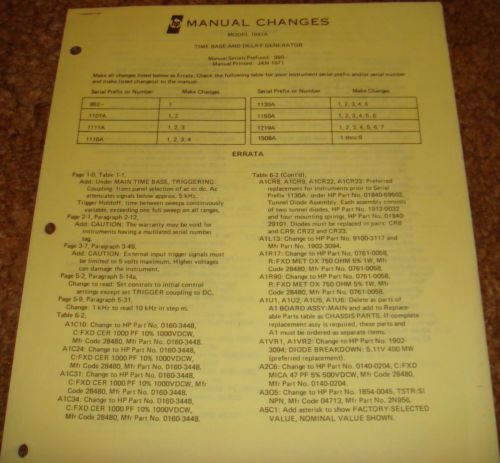 hp
MANUAL CHANGES
MODEL 1841A
TIME BASE AND DELAY GENERATOR
Manual Serials Prefixed: 990-
Manual Printed: JAN 1971
Make all changes listed below as Errata. Check the following table for your instrument serial prefix and/or serial number
and make listed change(s) to the manual:
Serial Prefix or Number Make Changes
1
1107A 1, 2
1111A 1, 2, 3
1116A 1, 2, 3, 4
Serial Prefix or Number Make Changes
1130A 1, 2, 3, 4, 5
1150A 1, 2, 3, 4, 5, 6
1219A 1, 2, 3, 4, 5, 6, 7
1508A 1 thru 8
ERRATA
Page 1-0, Table 1-1,
Add: Under MAIN TIME BASE, TRIGGERING:
Coupling: front panel selection of ac or dc. Ac
attenuates signals below approx. 5 kHz.
Trigger Holdoff: time between sweeps continuously
variable, exceeding one full sweep on all ranges.
Page 2-1, Paragraph 2-12,
Add: CAUTION: The warranty may be void for
instruments having a mutilated serial number
tag.
Page 3-7, Paragraph 3-49,
Add: CAUTION: External input trigger signals must
be limited to 5 volts maximum. Higher voltages
can damage the instrument.
Page 5-2, Paragraph 5-14a,
Change to read: Set controls to initial control
settings except set TRIGGER coupling to DC.
Page 5-9, Paragraph 5-31,
Change: 1 kHz to read 10 kHz in step m.
Table 6-2,
A1C10: Change to HP Part No. 0160-3448,
C:FXD CER 1000 PF 10% 1000VDCW,
Mfr Code 28480, Mfr Part No. 0160-3448.
A1C24: Change to HP Part No. 0160-3448,
C:FXD CER 1000 PF 10% 1000VDCW,
Mfr Code 28480, Mfr Part No. 0160-3448.
A1C31: Change to HP Part No. 0160-3448,
C:FXD CER 1000 PF 10% 1000VDCW, Mfr
Code 28480, Mfr Part No. 0160-3448.
A1C34: Change to HP Part No. 0160-3448,
C:FXD CER 1000 PF 10% 1000VDCW, Mfr
Code 28480, Mfr Part No. 0160-3448.
Table 6-2 (Cont'd)
A1CR8, A1CR9, A1CR22, A1CR23: Preferred
replacement for instruments prior to Serial
Prefix 1130A: order HP Part No. 01840-69502,
Tunnel Diode Assembly. Each assembly consists
of two tunnel diodes, HP Part No. 1912-0012
and four mounting springs, HP Part No. 01840-
29101. Diodes must be replaced in pairs: CR8
and CR9; CR22 and CR23.
A1L13: Change to HP Part No. 9100-3117 and
Mfr Part No. 1902-3094.
A1R17: Change to HP Part No. 0761-0058,
R:FXD MET OX 750 OHM 5% 1W, Mfr
Code 28480, Mfr Part No. 0761-0058.
A1R90: Change to HP Part No. 0761-0058,
R:FXD MET OX 750 OHM 5% 1W, Mfr
Code 28480, Mfr Part No. 0761-0058.
A1U1, A1U2, A1U5, A1U6: Delete as parts of
A1 BOARD ASSY:MAIN and add to Replace-
able Parts table as CHASSIS PARTS. If complete
replacement assy is required, these parts and
A1 must be ordered as separate items.
A1VR1, A1VR2: Change to HP Part No. 1902-
3094; DIODE BREAKDOWN: 5.11V 400 MW
(preferred replacement).
A2C6: Change to HP Part No. 0140-0204, C:FXD
MICA 47 PF 5% 500VDCW, Mfr Code 28480,
Mfr Part No. 0140-0204.
A3Q5: Change to HP Part No. 1854-0045, TSTR:SI
NPN, Mfr Code 04713, Mfr Part No. 2N956.
A5C1: Add asterisk to show FACTORY-SELECTED
VALUE, NOMINAL VALUE SHOWN.